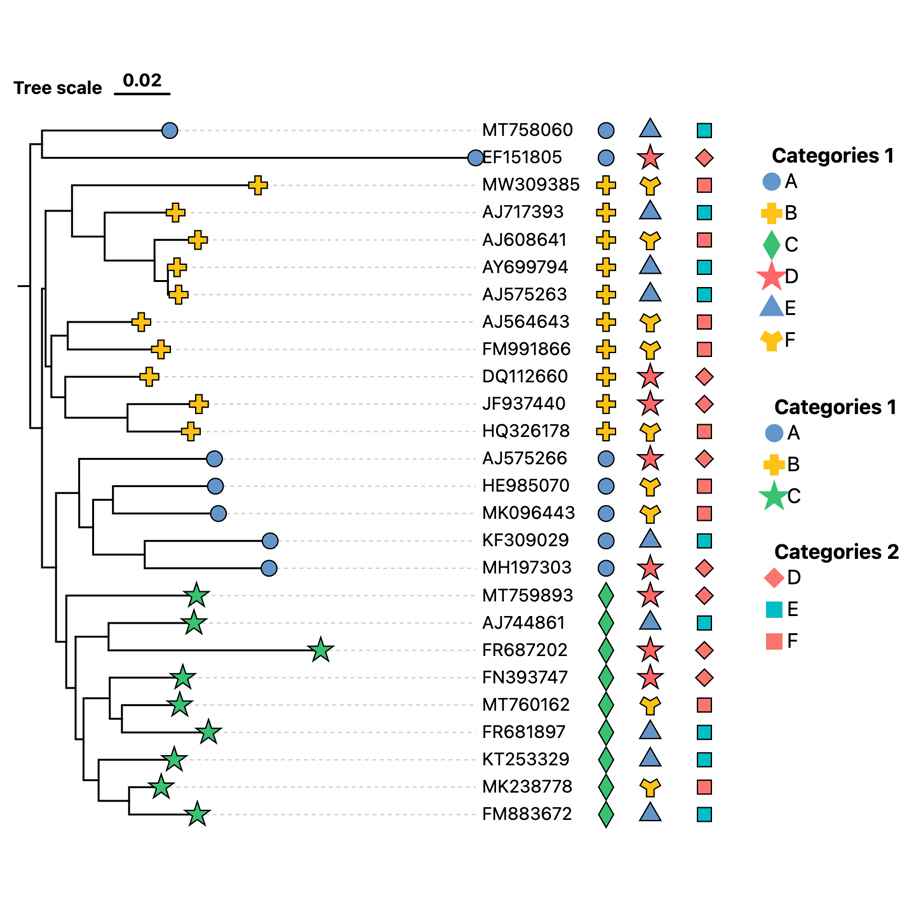 Tree scale 0.02
MT758060
EF151805
MW309385
AJ717393
AJ608641
AY699794
AJ575263
AJ564643
FM991866
DQ112660
JF937440
HQ326178
AJ575266
HE985070
MK096443
KF309029
MH197303
MT759893
AJ744861
FR687202
FN393747
MT760162
FR681897
KT253329
MK238778
FM883672
Categories 1
A
B
C
D
E
F
Categories 1
A
B
C
Categories 2
D
E
F